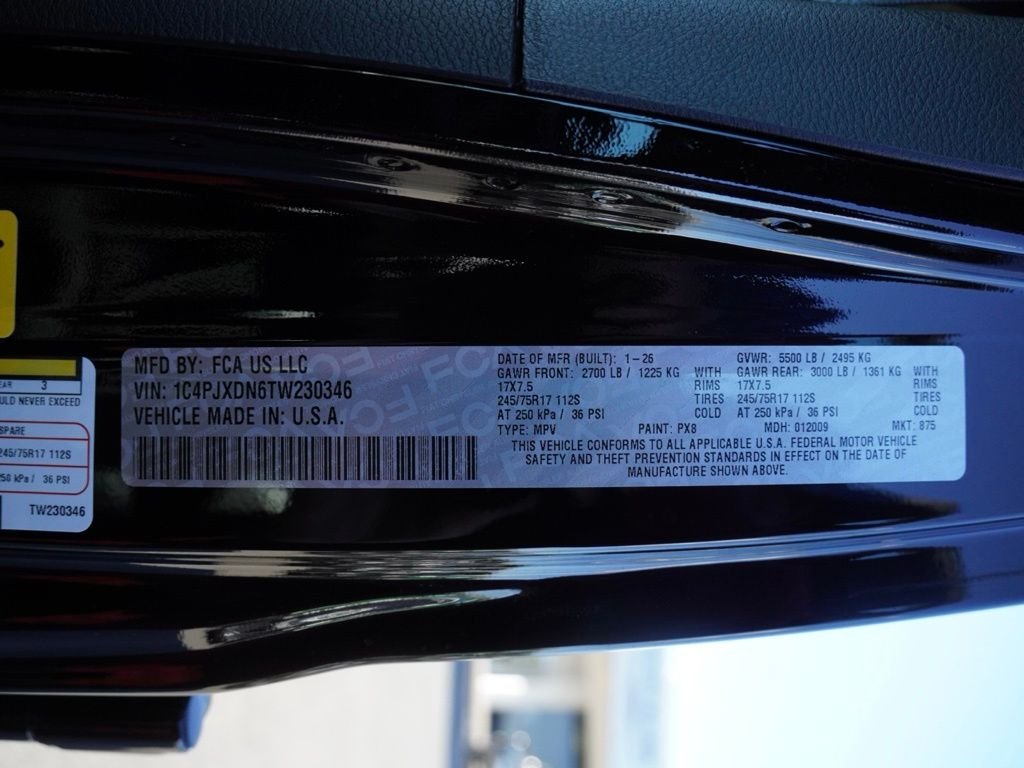 MFD BY: FCA US LLC
VIN: 1C4PJXDN6TW230346
VEHICLE MADE IN: U.S.A.
DATE OF MFR (BUILT): 1-26
GVWR: 5500 LB / 2495 KG
GAWR FRONT: 2700 LB / 1225 KG WITH
17X7.5 RIMS
245/75R17 112S TIRES
AT 250 kPa / 36 PSI COLD
GAWR REAR: 3000 LB / 1361 KG WITH
17X7.5 RIMS
245/75R17 112S TIRES
AT 250 kPa / 36 PSI COLD
TYPE: MPV PAINT: PX8 MDH: 012009 MKT: 875
THIS VEHICLE CONFORMS TO ALL APPLICABLE U.S.A. FEDERAL MOTOR VEHICLE
SAFETY AND THEFT PREVENTION STANDARDS IN EFFECT ON THE DATE OF
MANUFACTURE SHOWN ABOVE.
REAR 3
NEVER EXCEED
SPARE
245/75R17 112S
250 kPa / 36 PSI
TW230346